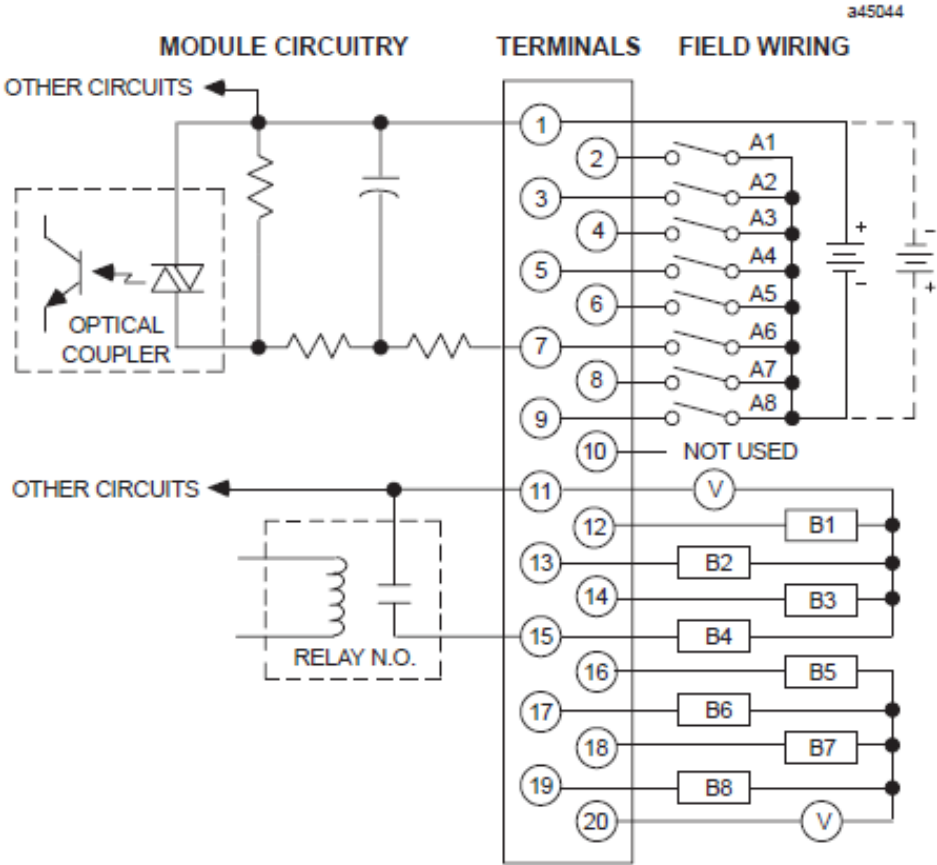 a45044
MODULE CIRCUITRY TERMINALS FIELD WIRING
OTHER CIRCUITS
1
2 A1
3 A2
4 A3
+ -
5 A4
- +
6 A5
OPTICAL
COUPLER
7 A6
8 A7
9 A8
10 NOT USED
OTHER CIRCUITS 11 V
12 B1
13 B2
14 B3
15 B4
RELAY N.O.
16 B5
17 B6
18 B7
19 B8
20 V